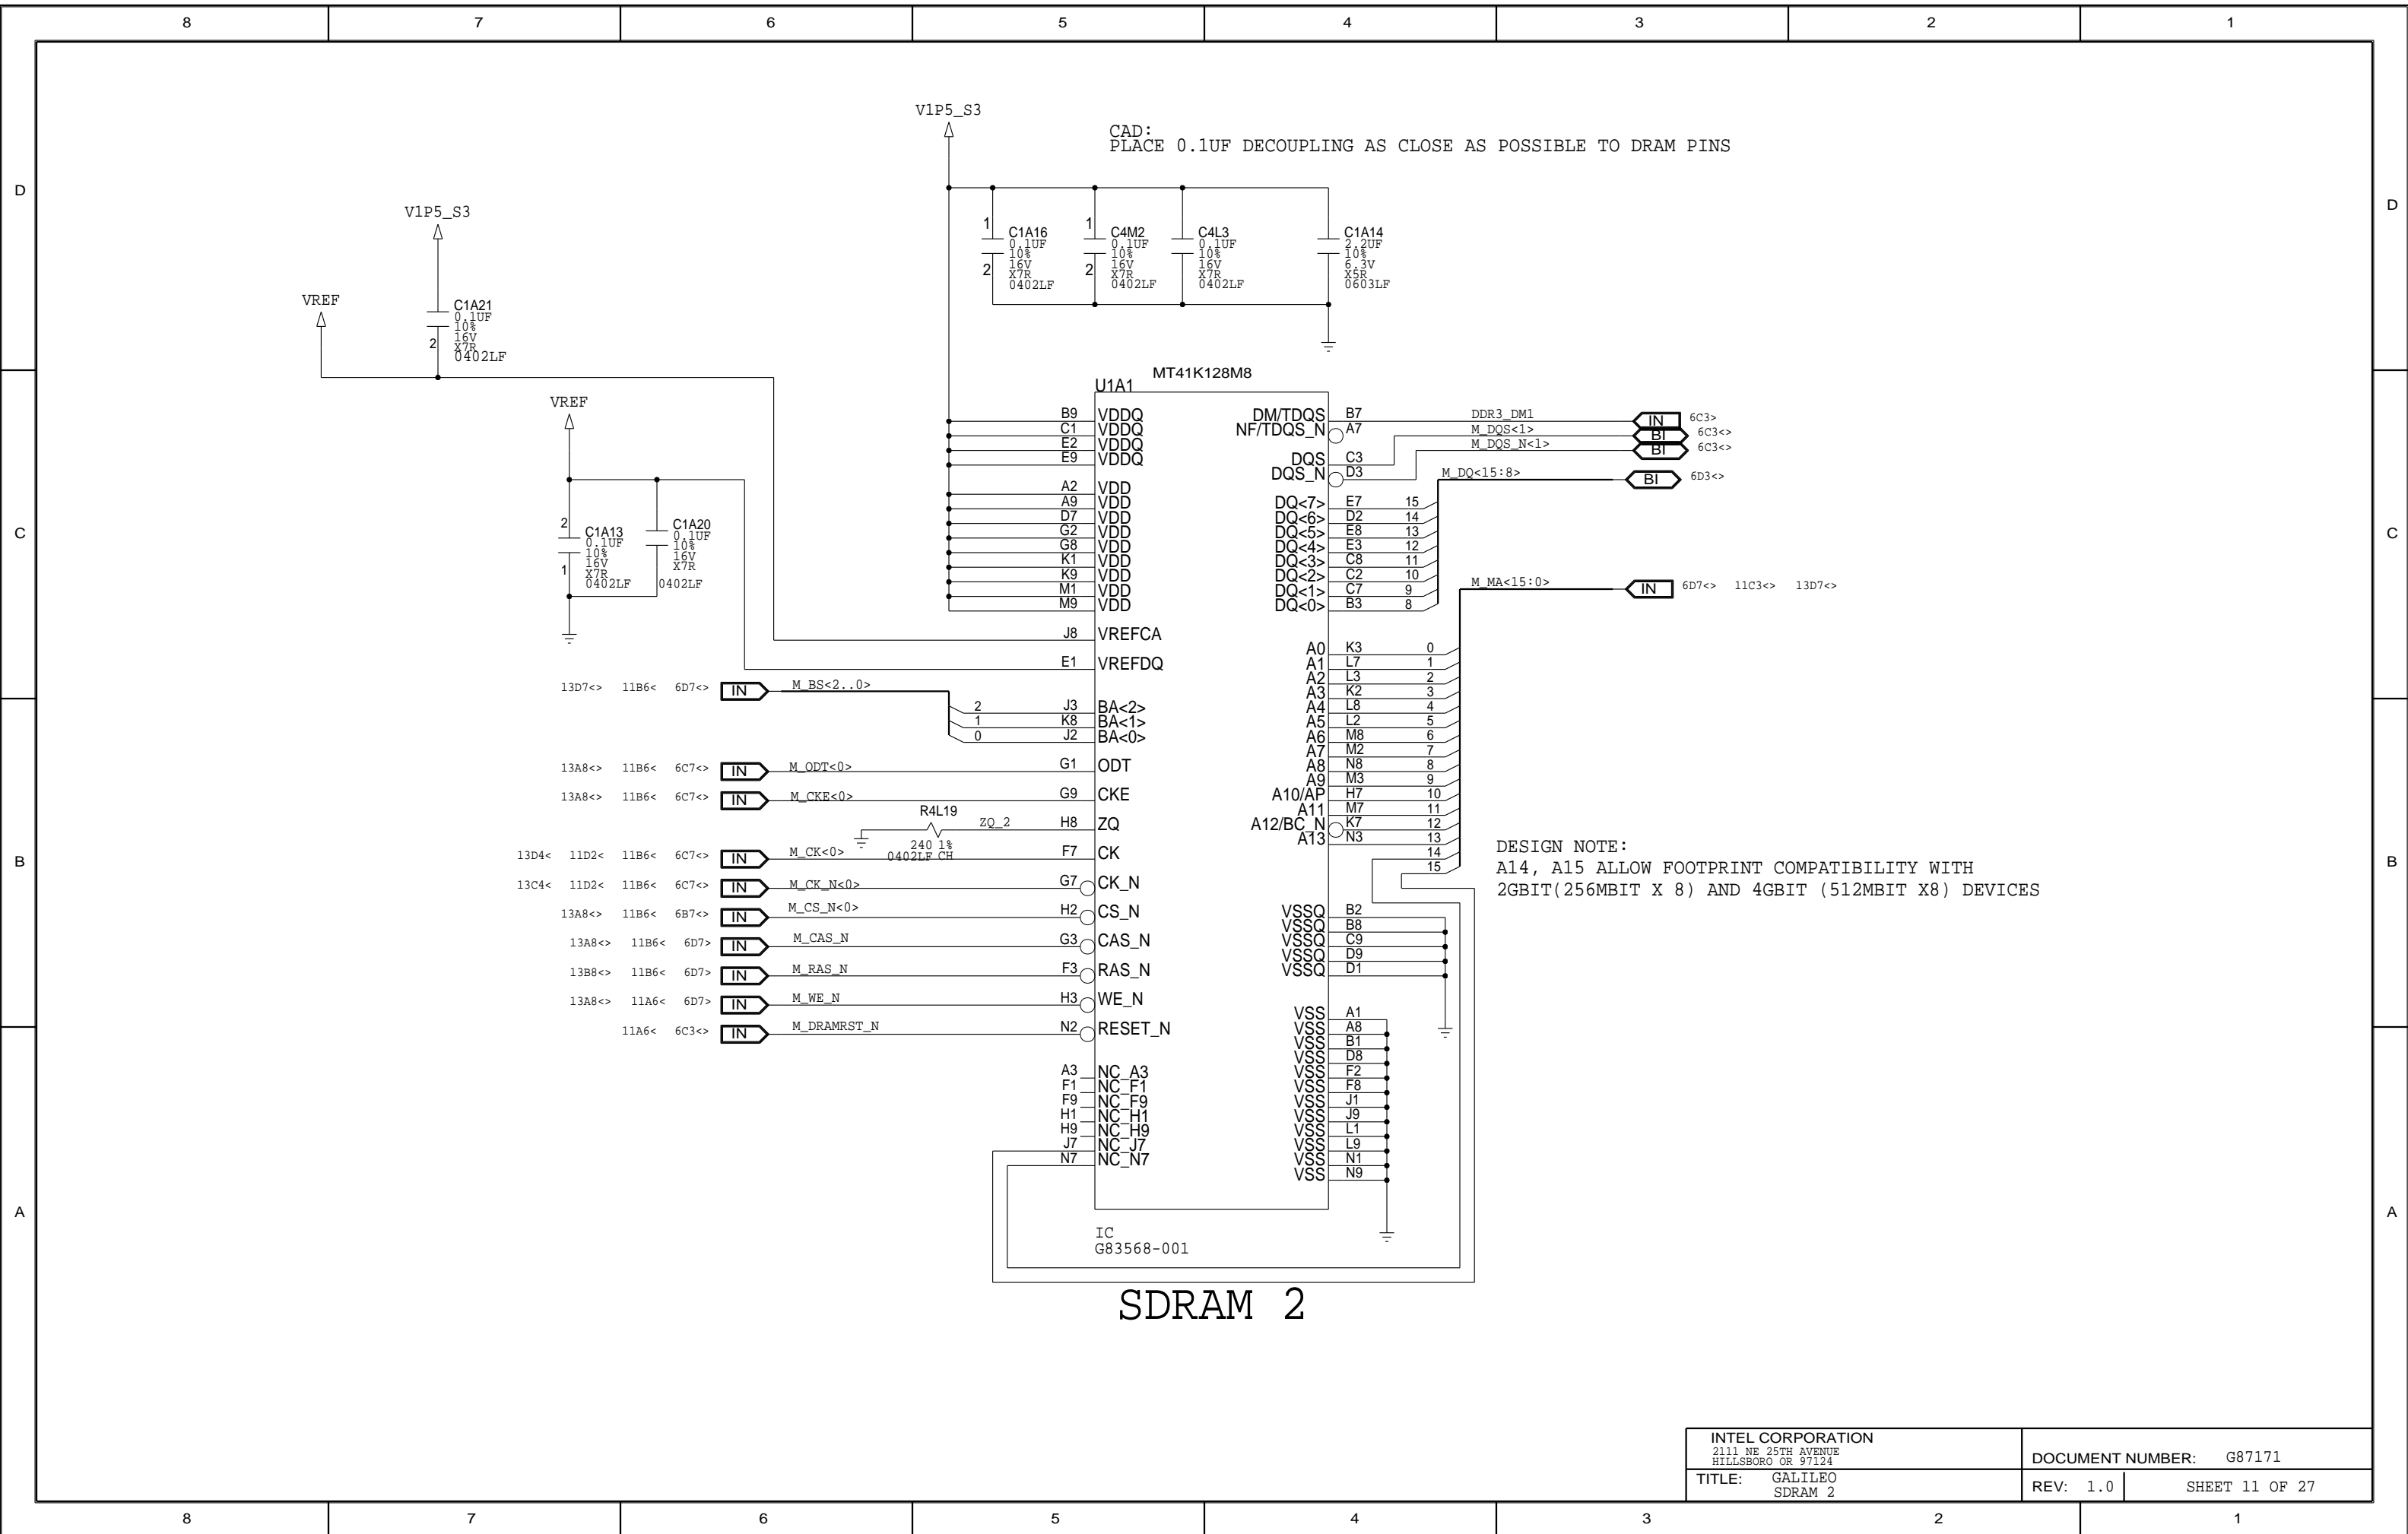 8 7 6 5 4 3 2 1
V1P5_S3
CAD:
PLACE 0.1UF DECOUPLING AS CLOSE AS POSSIBLE TO DRAM PINS
D D
V1P5_S3
1 C1A16 0.1UF 10% 16V X7R 0402LF 2
1 C4M2 0.1UF 10% 16V X7R 0402LF 2
C4L3 0.1UF 10% 16V X7R 0402LF
C1A14 2.2UF 10% 6.3V X5R 0603LF
VREF
C1A21 0.1UF 10% 16V X7R 0402LF 2
MT41K128M8
U1A1
VREF
2 C1A13 0.1UF 10% 16V X7R 0402LF 1
C1A20 0.1UF 10% 16V X7R 0402LF
C C
B9 VDDQ
C1 VDDQ
E2 VDDQ
E9 VDDQ
A2 VDD
A9 VDD
D7 VDD
G2 VDD
G8 VDD
K1 VDD
K9 VDD
M1 VDD
M9 VDD
J8 VREFCA
E1 VREFDQ
13D7<> 11B6< 6D7<> IN M_BS<2..0>
2 J3 BA<2>
1 K8 BA<1>
0 J2 BA<0>
13A8<> 11B6< 6C7<> IN M_ODT<0> G1 ODT
13A8<> 11B6< 6C7<> IN M_CKE<0> G9 CKE
R4L19 240 1% 0402LF CH ZQ_2 H8 ZQ
13D4< 11D2< 11B6< 6C7<> IN M_CK<0> F7 CK
13C4< 11D2< 11B6< 6C7<> IN M_CK_N<0> G7 CK_N
13A8<> 11B6< 6B7<> IN M_CS_N<0> H2 CS_N
13A8<> 11B6< 6D7> IN M_CAS_N G3 CAS_N
13B8<> 11B6< 6D7> IN M_RAS_N F3 RAS_N
13A8<> 11A6< 6D7> IN M_WE_N H3 WE_N
11A6< 6C3<> IN M_DRAMRST_N N2 RESET_N
A3 NC_A3
F1 NC_F1
F9 NC_F9
H1 NC_H1
H9 NC_H9
J7 NC_J7
N7 NC_N7
DM/TDQS B7 DDR3_DM1 IN 6C3>
NF/TDQS_N A7 M_DQS<1> BI 6C3<>
M_DQS_N<1> BI 6C3<>
DQS C3
DQS_N D3 M_DQ<15:8> BI 6D3<>
DQ<7> E7 15
DQ<6> D2 14
DQ<5> E8 13
DQ<4> E3 12
DQ<3> C8 11
DQ<2> C2 10
DQ<1> C7 9
DQ<0> B3 8
M_MA<15:0> IN 6D7<> 11C3<> 13D7<>
A0 K3 0
A1 L7 1
A2 L3 2
A3 K2 3
A4 L8 4
A5 L2 5
A6 M8 6
A7 M2 7
A8 N8 8
A9 M3 9
A10/AP H7 10
A11 M7 11
A12/BC_N K7 12
A13 N3 13
14
15
B B
DESIGN NOTE:
A14, A15 ALLOW FOOTPRINT COMPATIBILITY WITH
2GBIT(256MBIT X 8) AND 4GBIT (512MBIT X8) DEVICES
VSSQ B2
VSSQ B8
VSSQ C9
VSSQ D9
VSSQ D1
VSS A1
VSS A8
VSS B1
VSS D8
VSS F2
VSS F8
VSS J1
VSS J9
VSS L1
VSS L9
VSS N1
VSS N9
A A
IC
G83568-001
SDRAM 2
INTEL CORPORATION
2111 NE 25TH AVENUE
HILLSBORO OR 97124
DOCUMENT NUMBER: G87171
TITLE: GALILEO
SDRAM 2
REV: 1.0 SHEET 11 OF 27
8 7 6 5 4 3 2 1